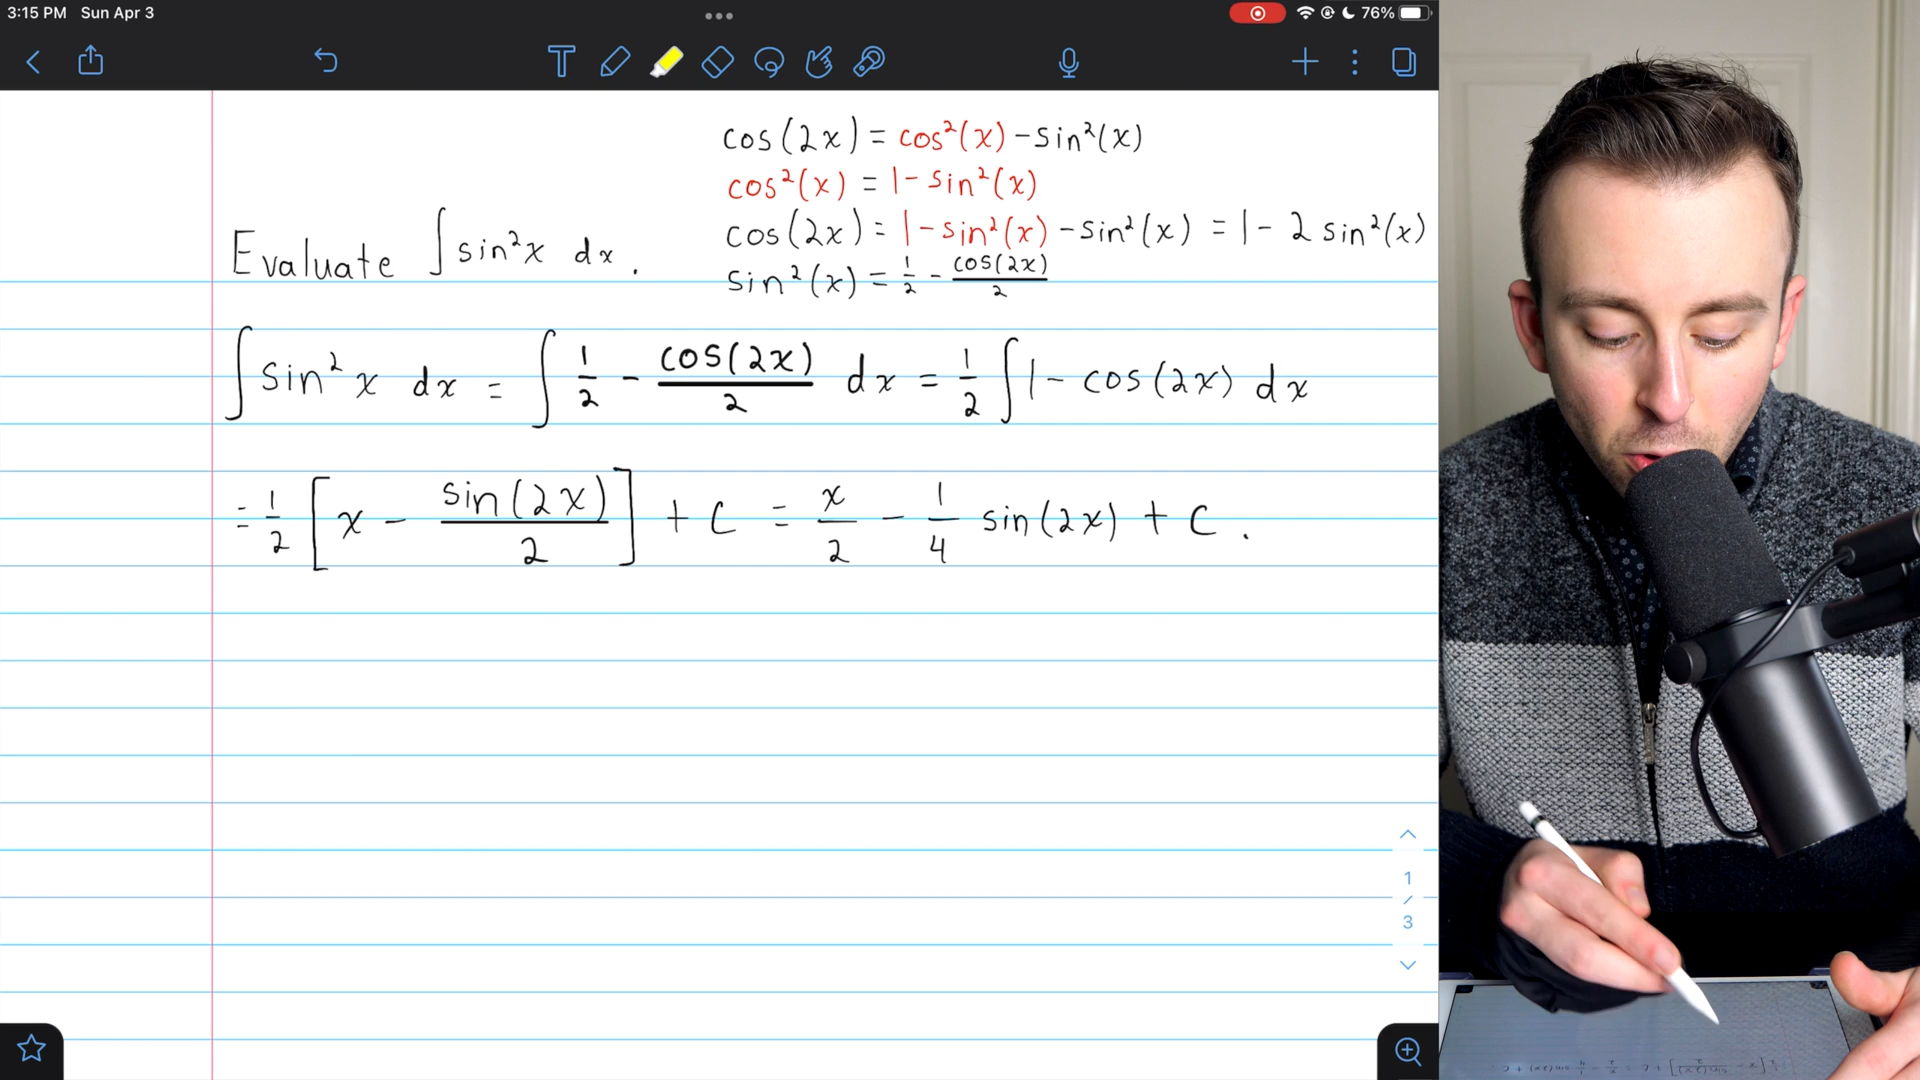 3:15 PM Sun Apr 3
76%
cos(2x) = cos²(x) - sin²(x)
cos²(x) = 1 - sin²(x)
cos(2x) = 1 - sin²(x) - sin²(x) = 1 - 2 sin²(x)
Evaluate ∫ sin²x dx.
sin²(x) = 1/2 - cos(2x)/2
∫ sin² x dx = ∫ 1/2 - cos(2x)/2 dx = 1/2 ∫ 1 - cos(2x) dx
= 1/2 [x - sin(2x)/2] + C = x/2 - 1/4 sin(2x) + C.
1
/
3